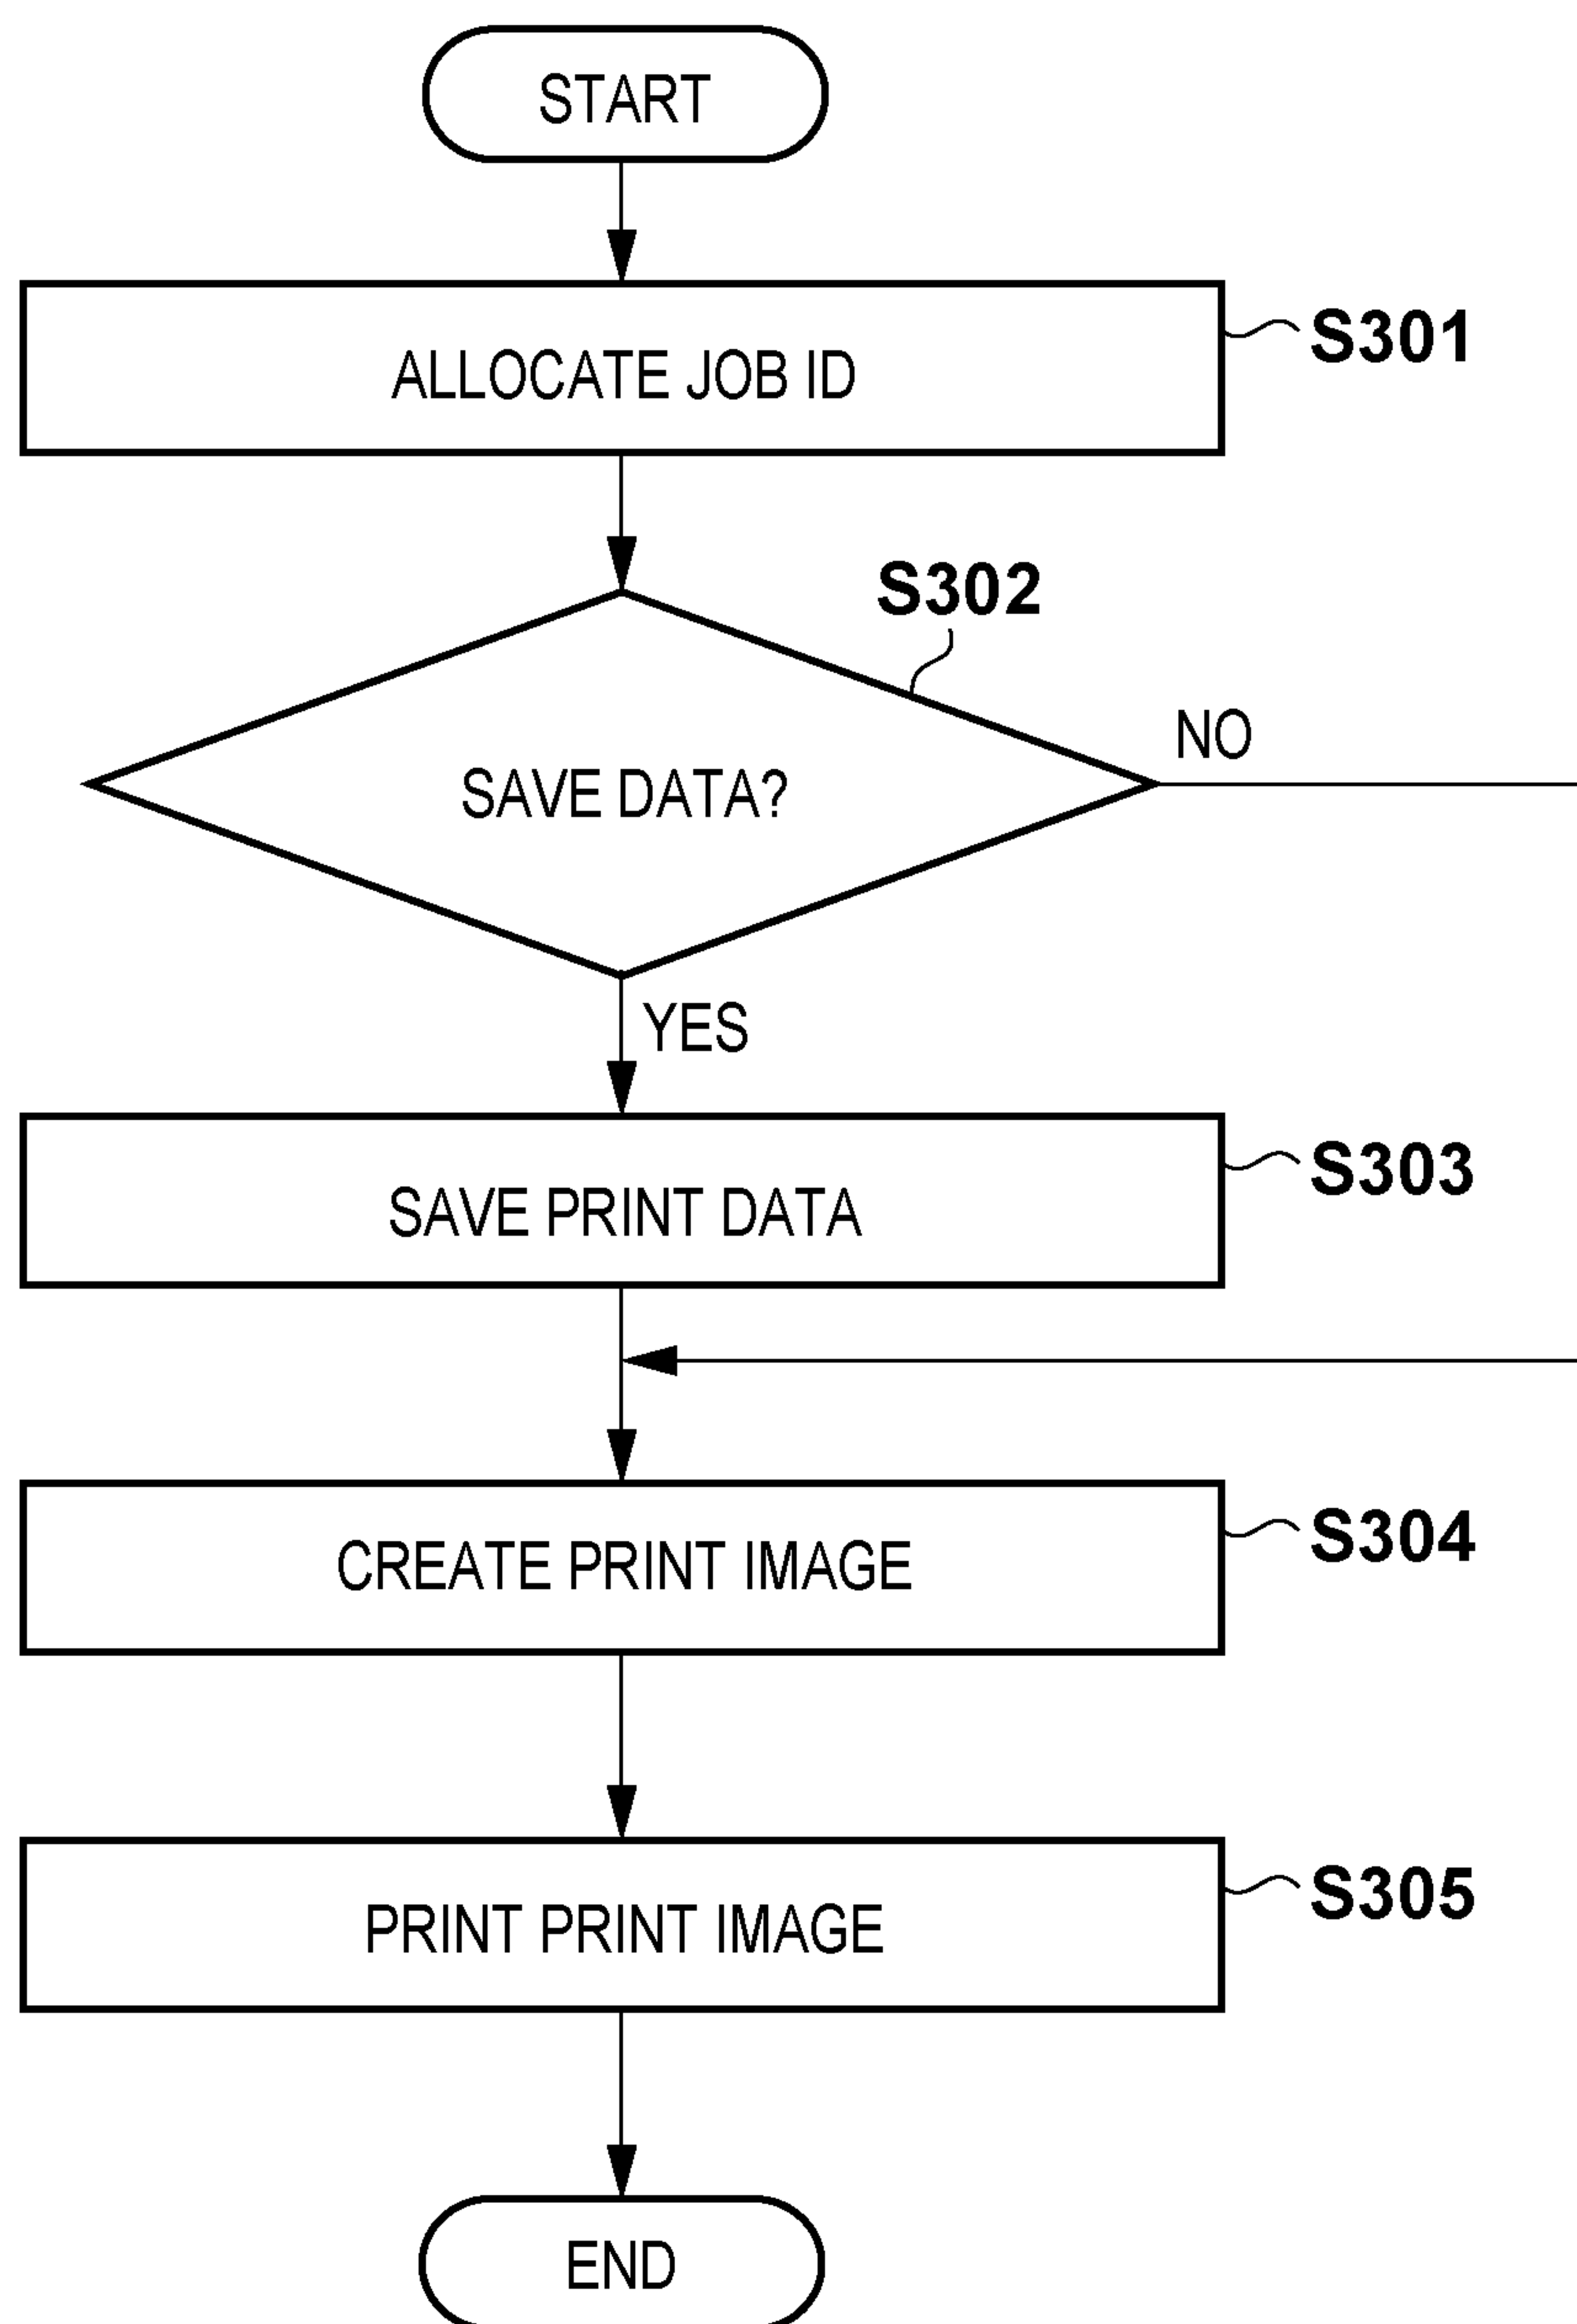 START
ALLOCATE JOB ID
S301
S302
SAVE DATA?
NO
YES
SAVE PRINT DATA
S303
CREATE PRINT IMAGE
S304
PRINT PRINT IMAGE
S305
END